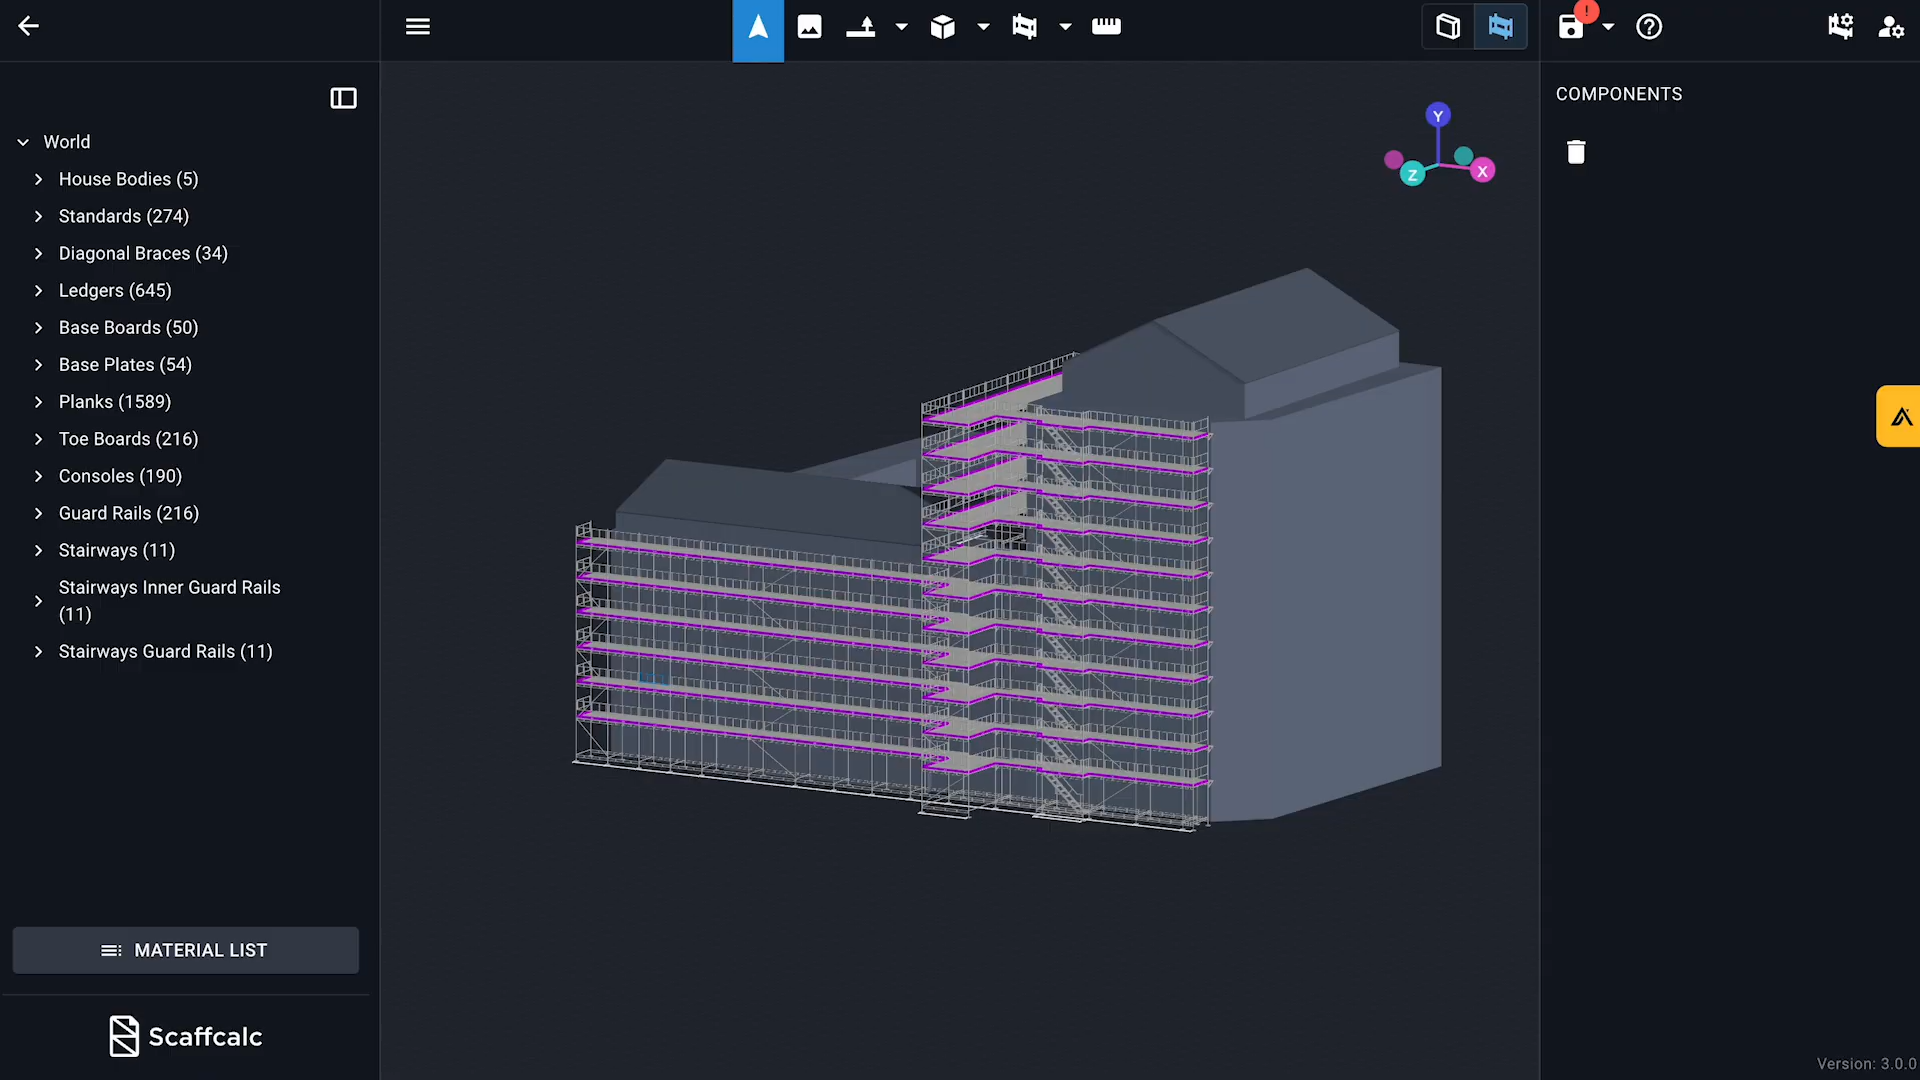 COMPONENTS
Y
Z
X
World
House Bodies (5)
Standards (274)
Diagonal Braces (34)
Ledgers (645)
Base Boards (50)
Base Plates (54)
Planks (1589)
Toe Boards (216)
Consoles (190)
Guard Rails (216)
Stairways (11)
Stairways Inner Guard Rails
(11)
Stairways Guard Rails (11)
MATERIAL LIST
Scaffcalc
Version: 3.0.0